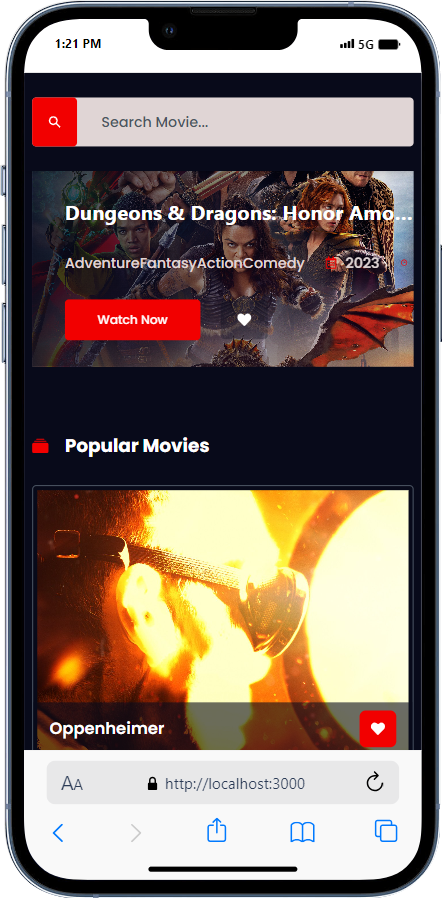 1:21 PM 5G
Search Movie...
Dungeons & Dragons: Honor Amo...
AdventureFantasyActionComedy 2023
Watch Now
Popular Movies
Oppenheimer
AA http://localhost:3000